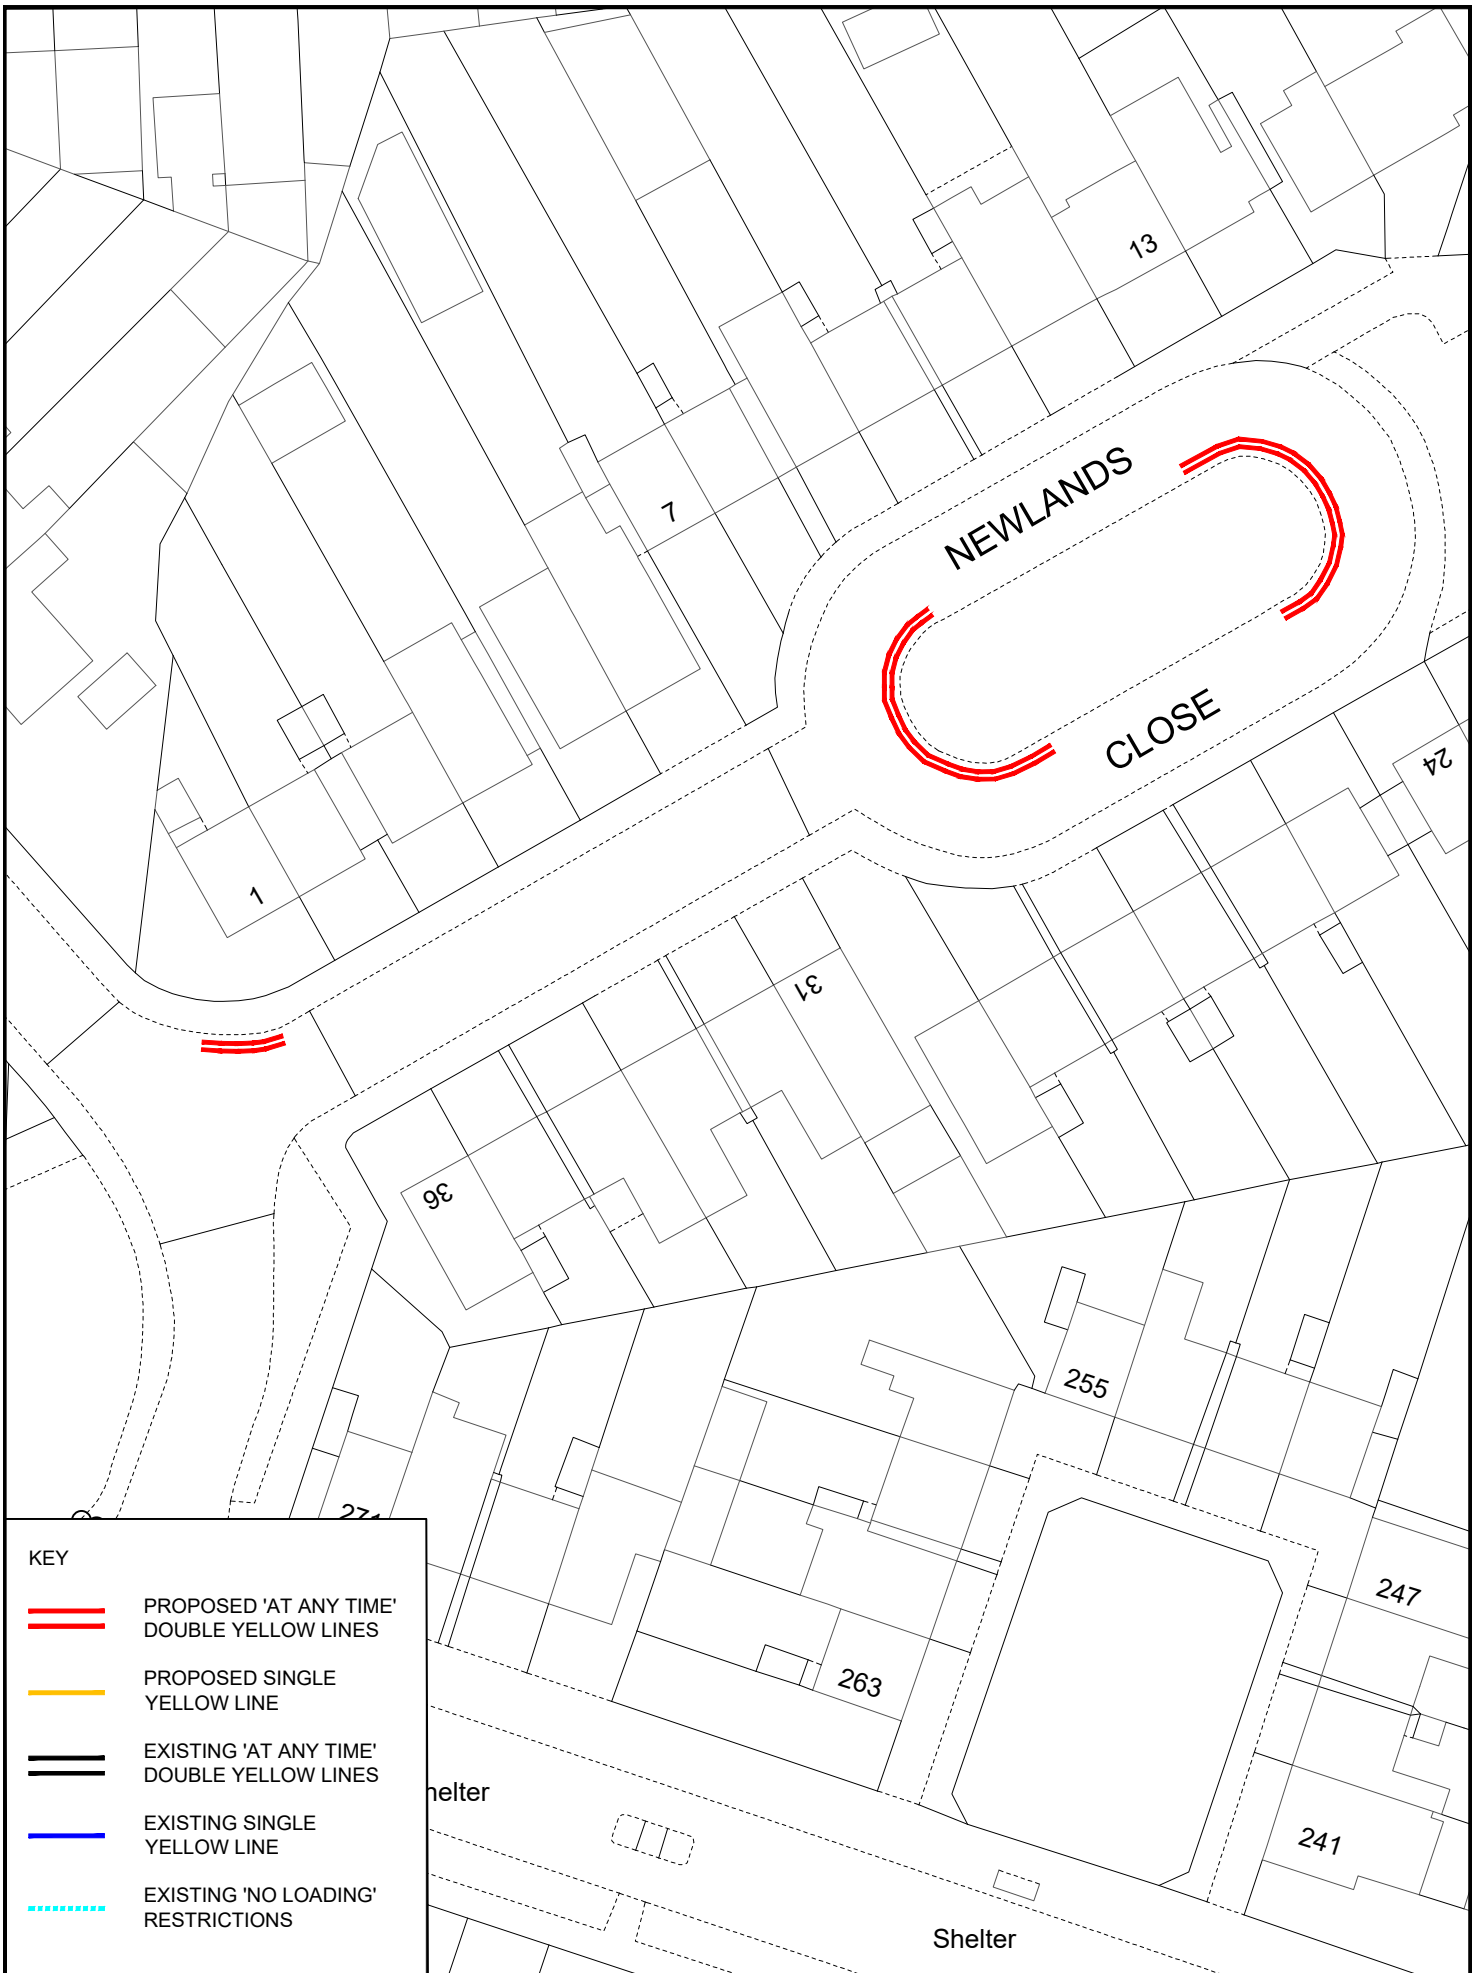 13
7
NEWLANDS
CLOSE
24
1
31
36
255
271
247
263
241
helter
Shelter
KEY
PROPOSED 'AT ANY TIME'
DOUBLE YELLOW LINES
PROPOSED SINGLE
YELLOW LINE
EXISTING 'AT ANY TIME'
DOUBLE YELLOW LINES
EXISTING SINGLE
YELLOW LINE
EXISTING 'NO LOADING'
RESTRICTIONS